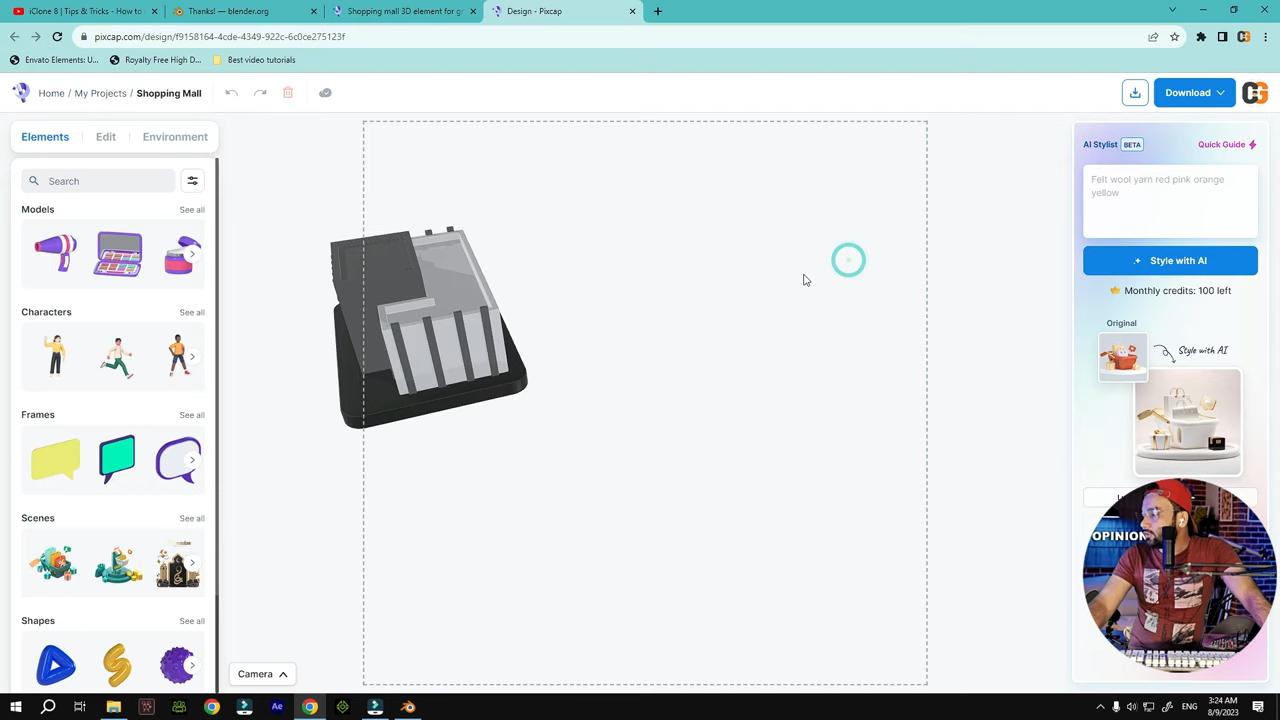 iClone 8 | Tips & Tricks - How to
Thanks! — blender.org
Shopping mall 3D element for gr
Design - Pixcap
pixcap.com/design/f9158164-4cde-4349-922c-6c0ce275123f
Envato Elements: U...
Royalty Free High D...
Best video tutorials
Home / My Projects / Shopping Mall
Download
Elements
Edit
Environment
AI Stylist
BETA
Quick Guide
Search
Felt wool yarn red pink orange
yellow
Models
See all
Style with AI
Monthly credits: 100 left
Characters
See all
Original
Style with AI
Frames
See all
Scenes
See all
OPINION
Shapes
See all
Camera
Ae
ENG
3:24 AM
8/9/2023